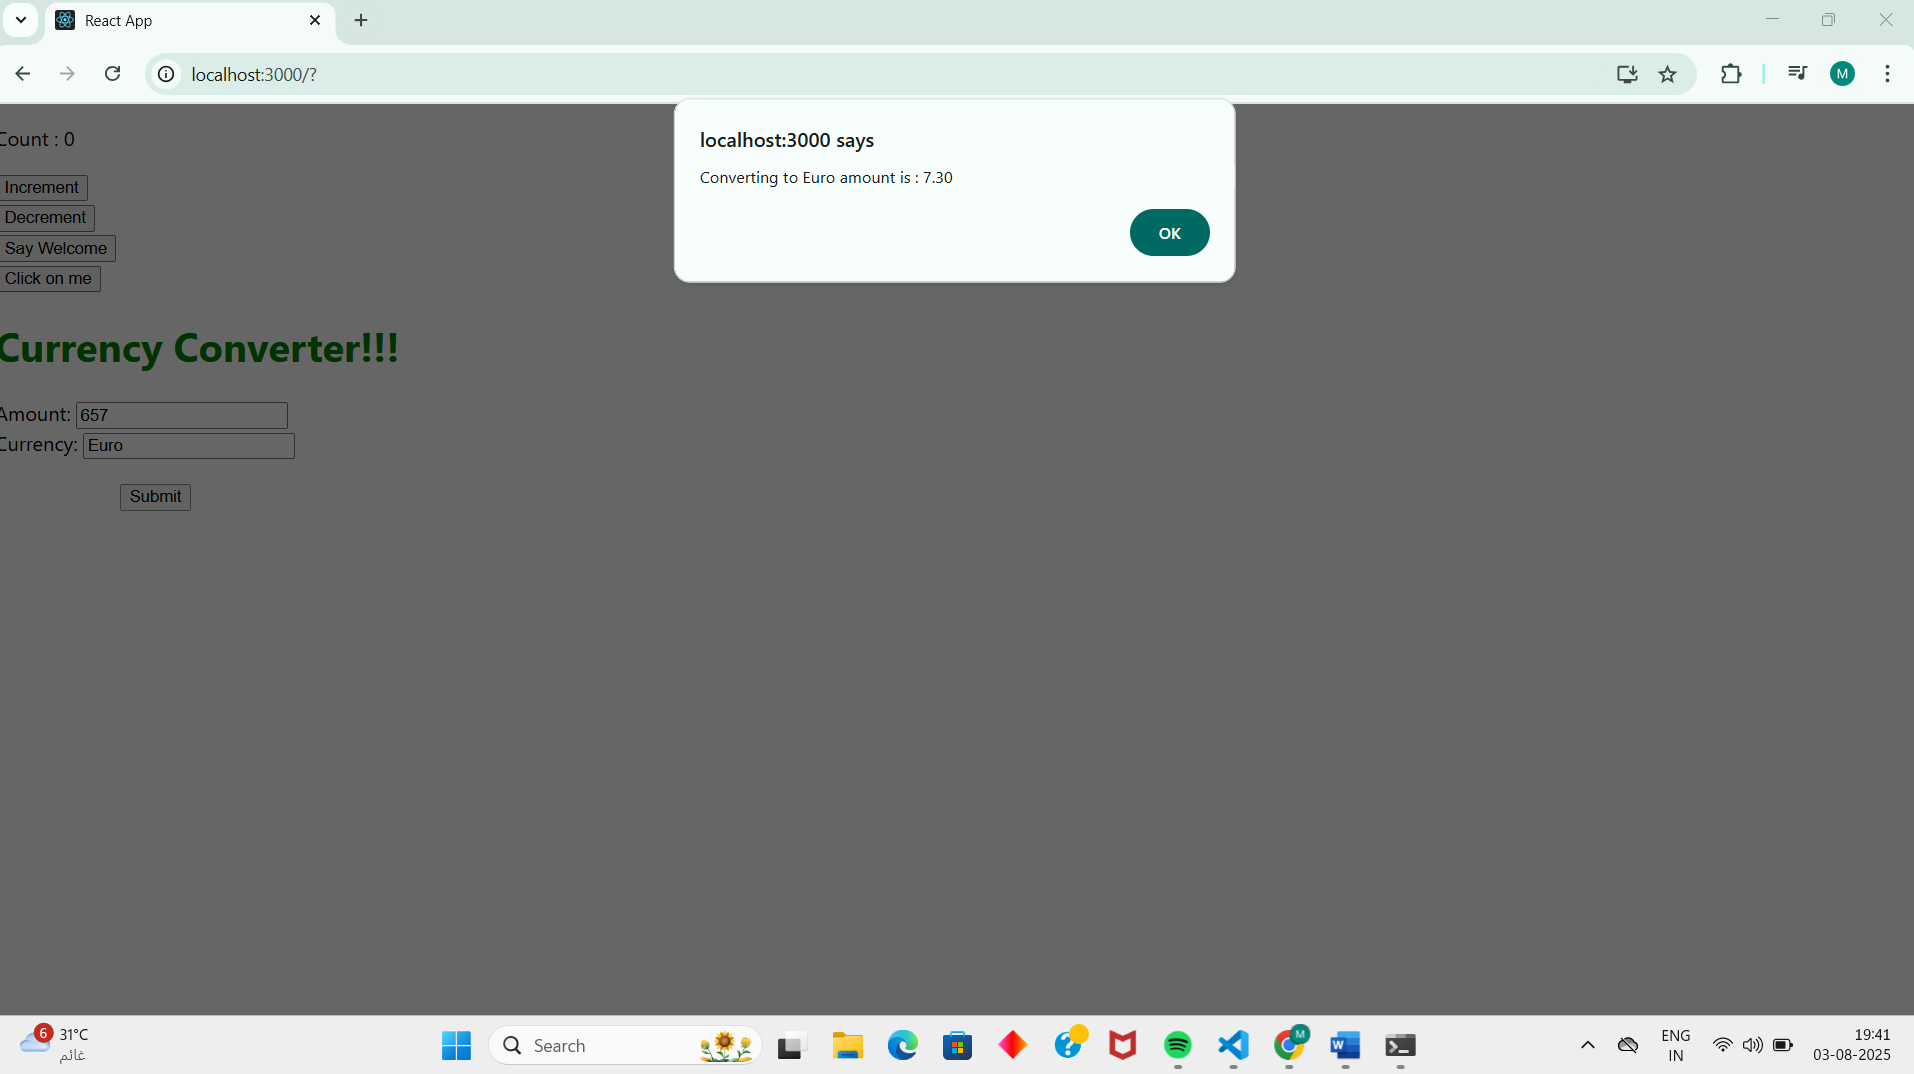 React App
localhost:3000/?
M
localhost:3000 says
Converting to Euro amount is : 7.30
OK
Count : 0
Increment
Decrement
Say Welcome
Click on me
Currency Converter!!!
Amount: 657
Currency: Euro
Submit
6
31°C
غائم
Search
M
W
ENG
IN
19:41
03-08-2025